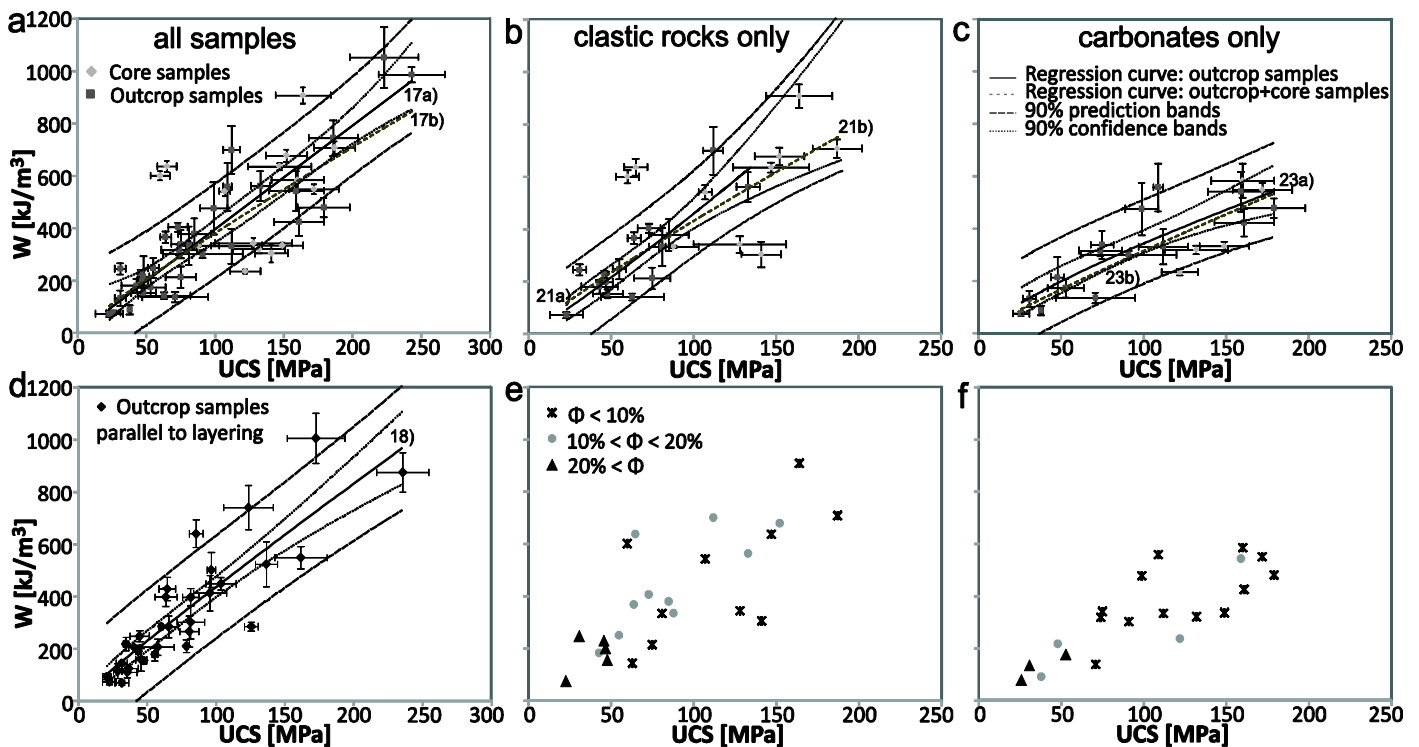 a
all samples
Core samples
Outcrop samples
17a)
17b)
1200
1000
800
600
400
200
0
W [kJ/m³]
0 50 100 150 200 250 300
UCS [MPa]
b
clastic rocks only
21b)
21a)
0 50 100 150 200 250
UCS [MPa]
c
carbonates only
Regression curve: outcrop samples
Regression curve: outcrop+core samples
90% prediction bands
90% confidence bands
23a)
23b)
0 50 100 150 200 250
UCS [MPa]
d
Outcrop samples
parallel to layering
18)
1200
1000
800
600
400
200
0
W [kJ/m³]
0 50 100 150 200 250 300
UCS [MPa]
e
Φ < 10%
10% < Φ < 20%
20% < Φ
0 50 100 150 200 250
UCS [MPa]
f
0 50 100 150 200 250
UCS [MPa]